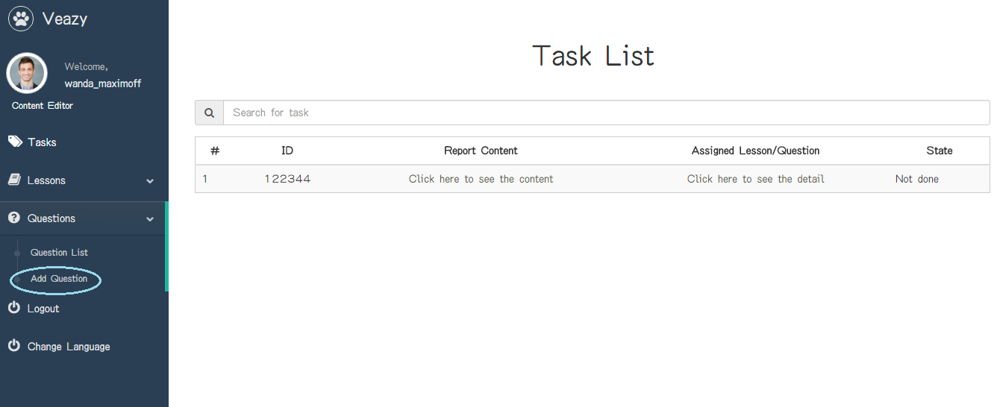 Veazy
Welcome,
wanda_maximoff
Content Editor
Tasks
Lessons
Questions
Question List
Add Question
Logout
Change Language
Task List
Search for task
# ID Report Content Assigned Lesson/Question State
1 122344 Click here to see the content Click here to see the detail Not done